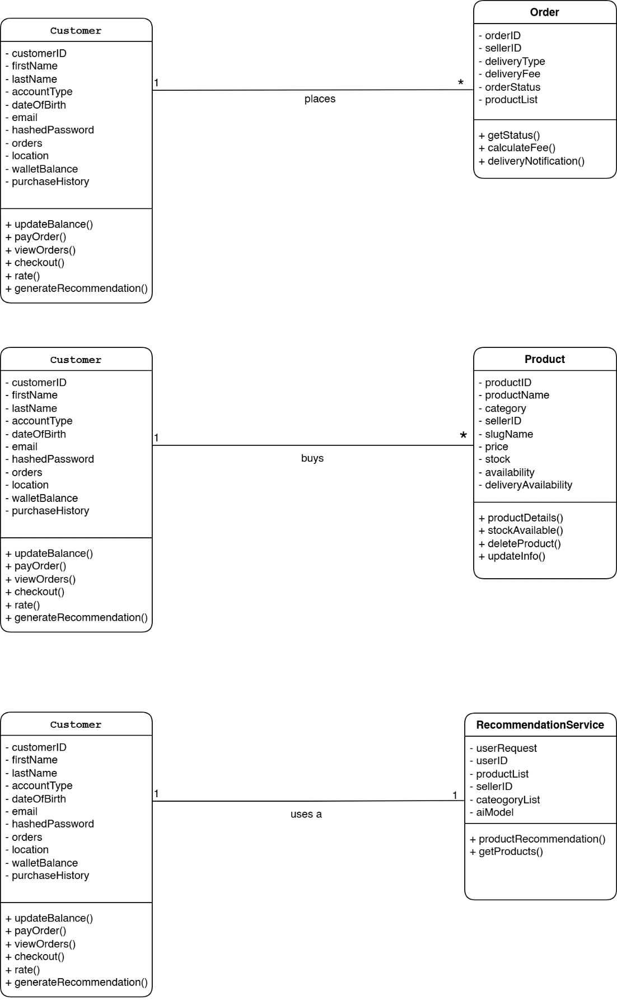 Customer
- customerID
- firstName
- lastName
- accountType
- dateOfBirth
- email
- hashedPassword
- orders
- location
- walletBalance
- purchaseHistory
+ updateBalance()
+ payOrder()
+ viewOrders()
+ checkout()
+ rate()
+ generateRecommendation()
1
places
*
Order
- orderID
- sellerID
- deliveryType
- deliveryFee
- orderStatus
- productList
+ getStatus()
+ calculateFee()
+ deliveryNotification()
Customer
- customerID
- firstName
- lastName
- accountType
- dateOfBirth
- email
- hashedPassword
- orders
- location
- walletBalance
- purchaseHistory
+ updateBalance()
+ payOrder()
+ viewOrders()
+ checkout()
+ rate()
+ generateRecommendation()
1
buys
*
Product
- productID
- productName
- category
- sellerID
- slugName
- price
- stock
- availability
- deliveryAvailability
+ productDetails()
+ stockAvailable()
+ deleteProduct()
+ updateInfo()
Customer
- customerID
- firstName
- lastName
- accountType
- dateOfBirth
- email
- hashedPassword
- orders
- location
- walletBalance
- purchaseHistory
+ updateBalance()
+ payOrder()
+ viewOrders()
+ checkout()
+ rate()
+ generateRecommendation()
1
uses a
1
RecommendationService
- userRequest
- userID
- productList
- sellerID
- cateogoryList
- aiModel
+ productRecommendation()
+ getProducts()